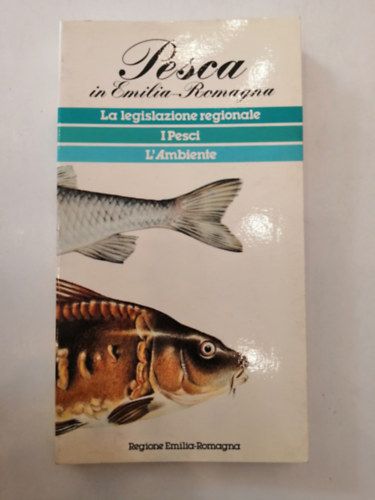 Pesca
in Emilia-Romagna
La legislazione regionale
I Pesci
L'Ambiente
Regione Emilia-Romagna